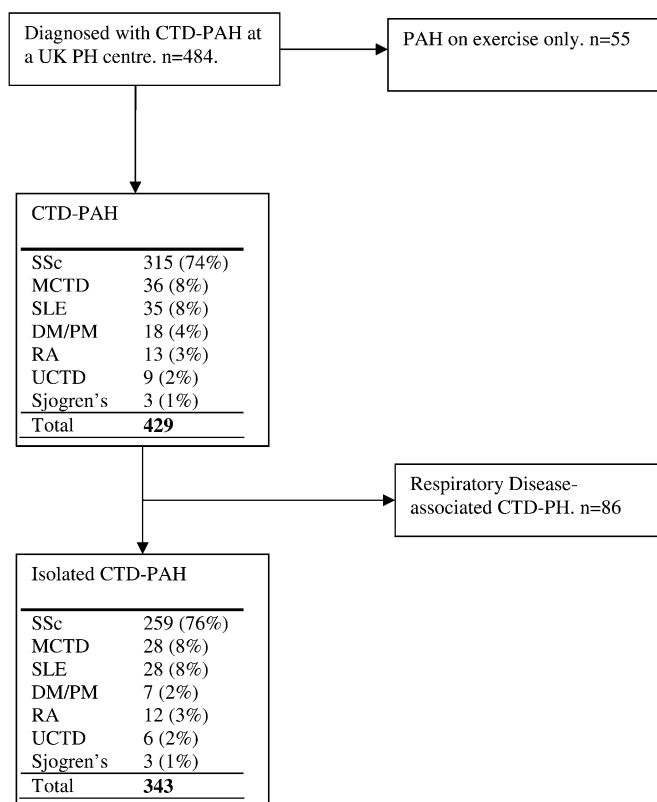 Diagnosed with CTD-PAH at
a UK PH centre. n=484.
PAH on exercise only. n=55
CTD-PAH
SSc 315 (74%)
MCTD 36 (8%)
SLE 35 (8%)
DM/PM 18 (4%)
RA 13 (3%)
UCTD 9 (2%)
Sjogren's 3 (1%)
Total 429
Respiratory Disease-
associated CTD-PH. n=86
Isolated CTD-PAH
SSc 259 (76%)
MCTD 28 (8%)
SLE 28 (8%)
DM/PM 7 (2%)
RA 12 (3%)
UCTD 6 (2%)
Sjogren's 3 (1%)
Total 343